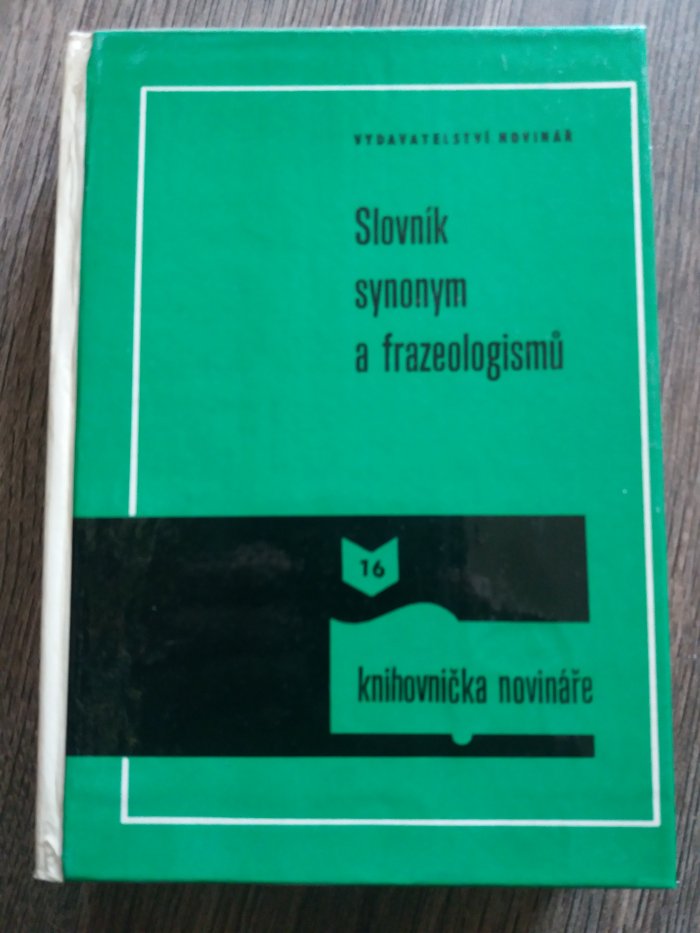 VYDAVATELSTVÍ NOVINÁŘ
Slovník
synonym
a frazeologismů
16
knihovnička novináře